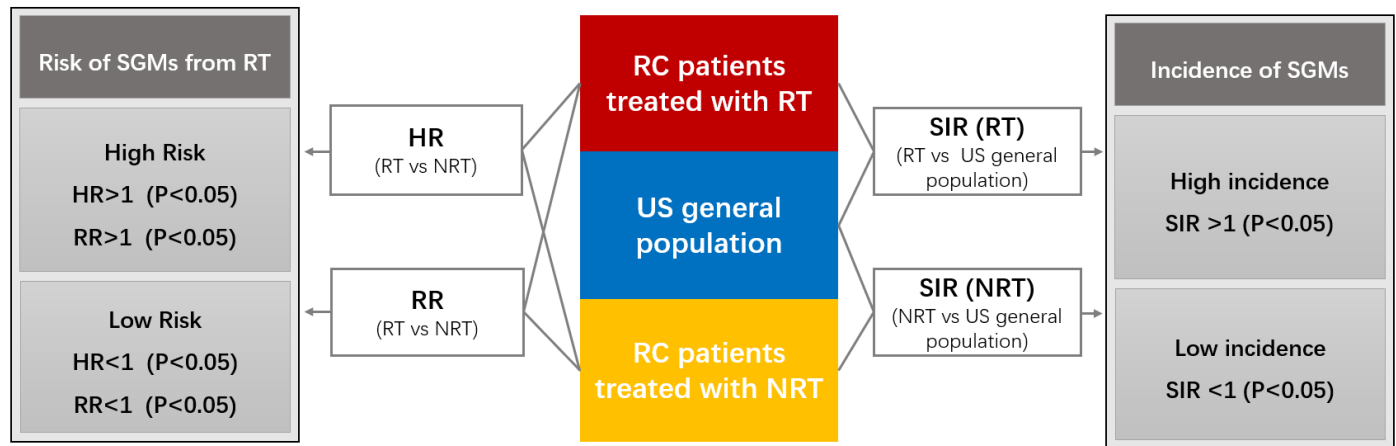 Risk of SGMs from RT
High Risk
HR>1 (P<0.05)
RR>1 (P<0.05)
Low Risk
HR<1 (P<0.05)
RR<1 (P<0.05)
HR
(RT vs NRT)
RR
(RT vs NRT)
RC patients
treated with RT
US general
population
RC patients
treated with NRT
SIR (RT)
(RT vs US general
population)
SIR (NRT)
(NRT vs US general
population)
Incidence of SGMs
High incidence
SIR >1 (P<0.05)
Low incidence
SIR <1 (P<0.05)